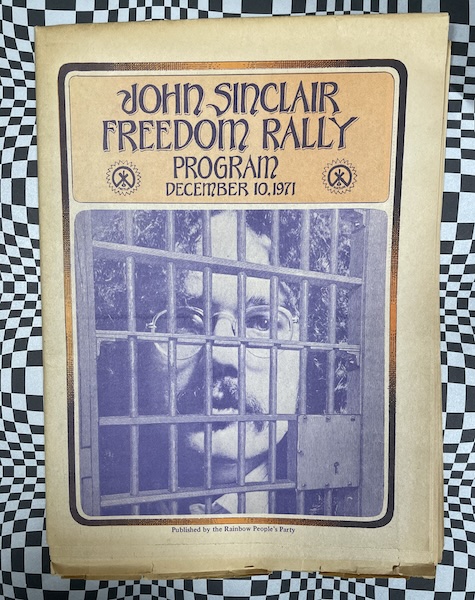 JOHN SINCLAIR
FREEDOM RALLY
PROGRAM
DECEMBER 10, 1971
Published by the Rainbow People's Party